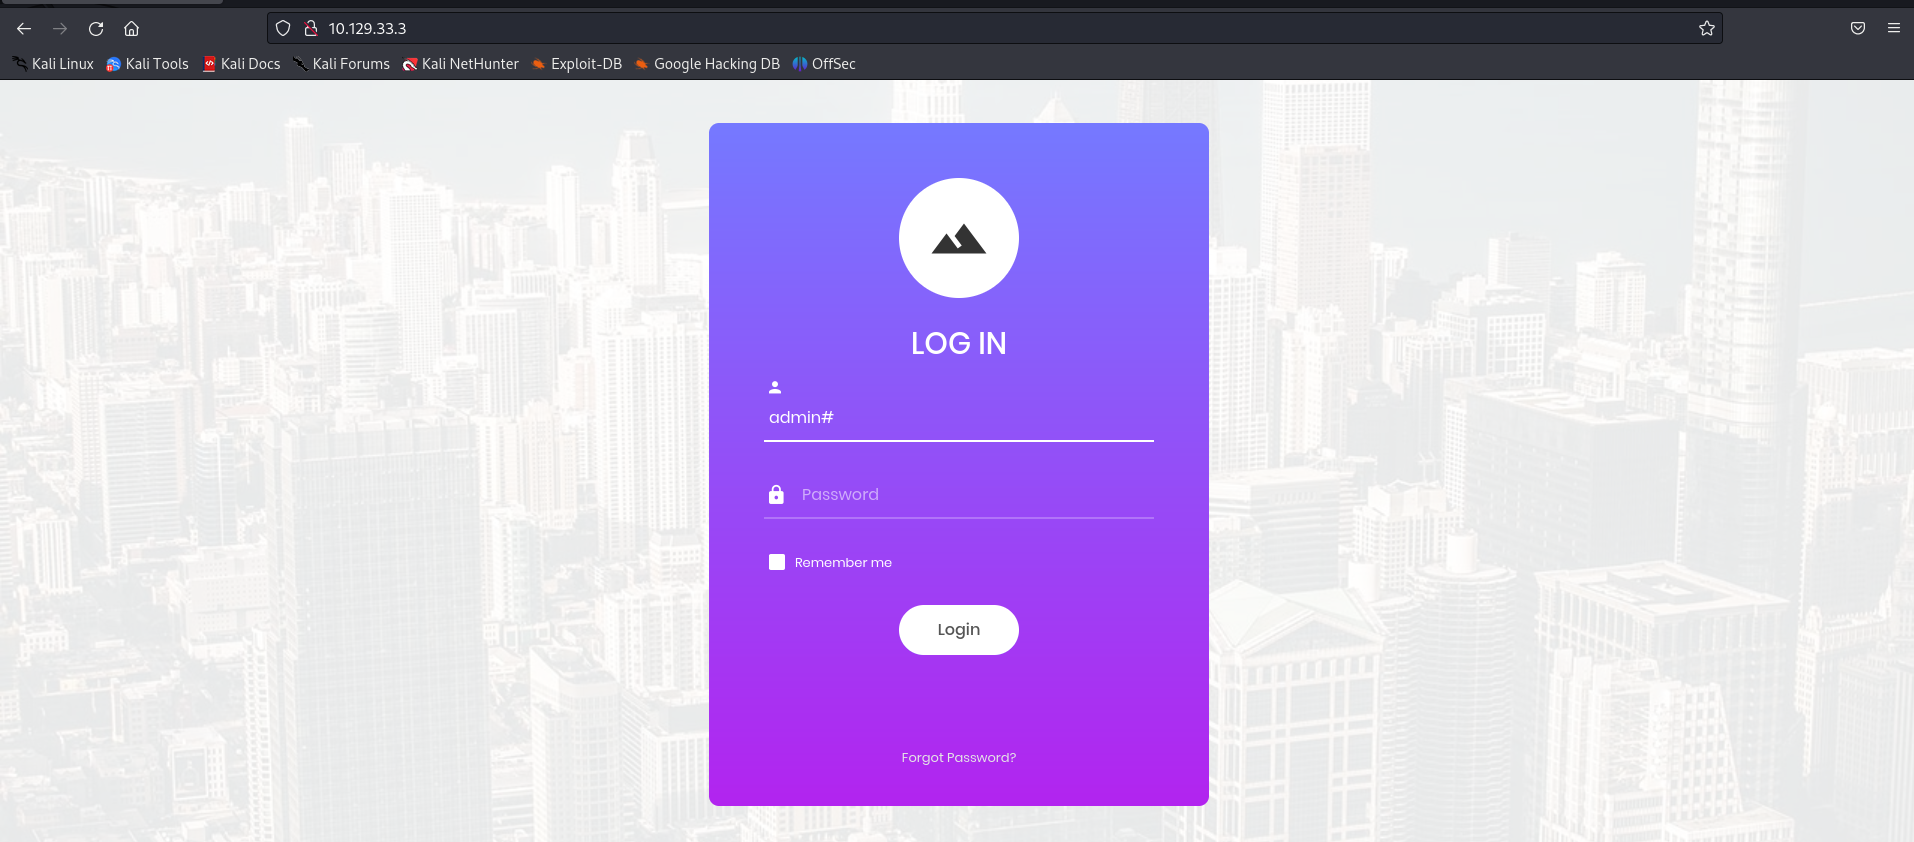 10.129.33.3
Kali Linux Kali Tools Kali Docs Kali Forums Kali NetHunter Exploit-DB Google Hacking DB OffSec
LOG IN
admin#
Password
Remember me
Login
Forgot Password?